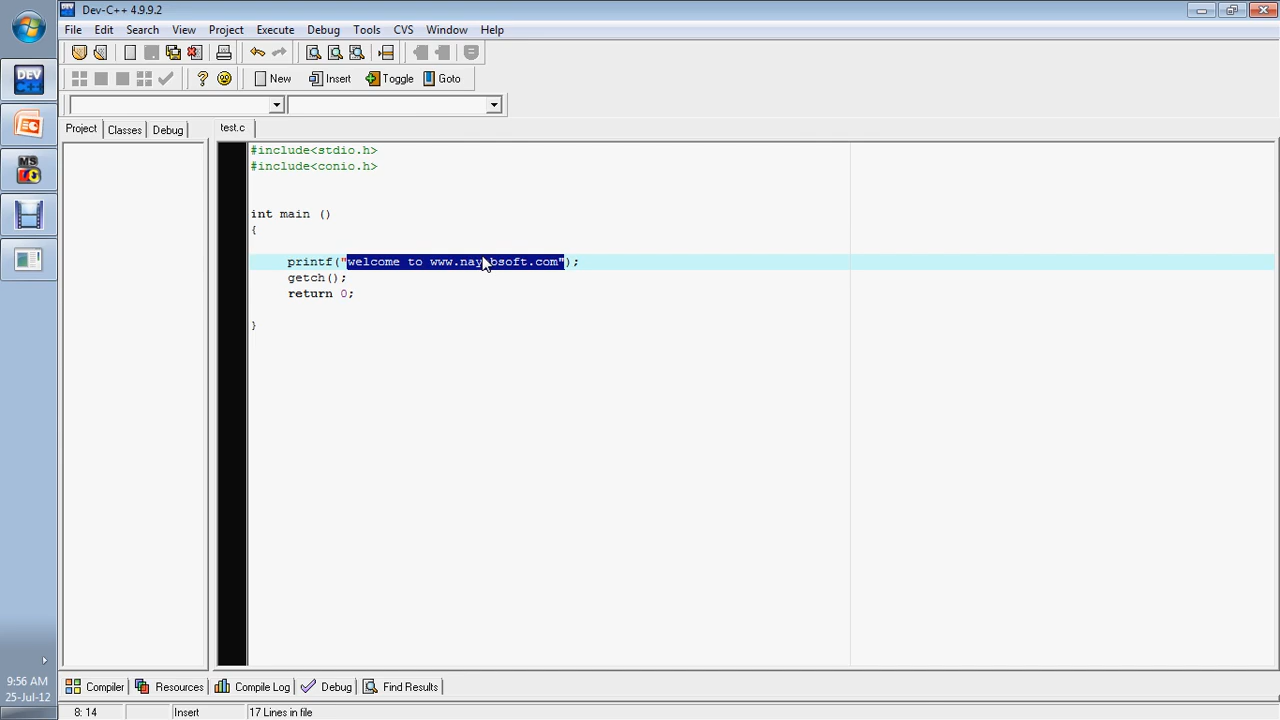 Dev-C++ 4.9.9.2
File Edit Search View Project Execute Debug Tools CVS Window Help
New Insert Toggle Goto
Project Classes Debug test.c
#include<stdio.h>
#include<conio.h>
int main ()
{
printf("welcome to www. .com");
getch();
return 0;
}
DEV C++
MS
9:56 AM
25-Jul-12
Compiler Resources Compile Log Debug Find Results
8: 14 Insert 17 Lines in file